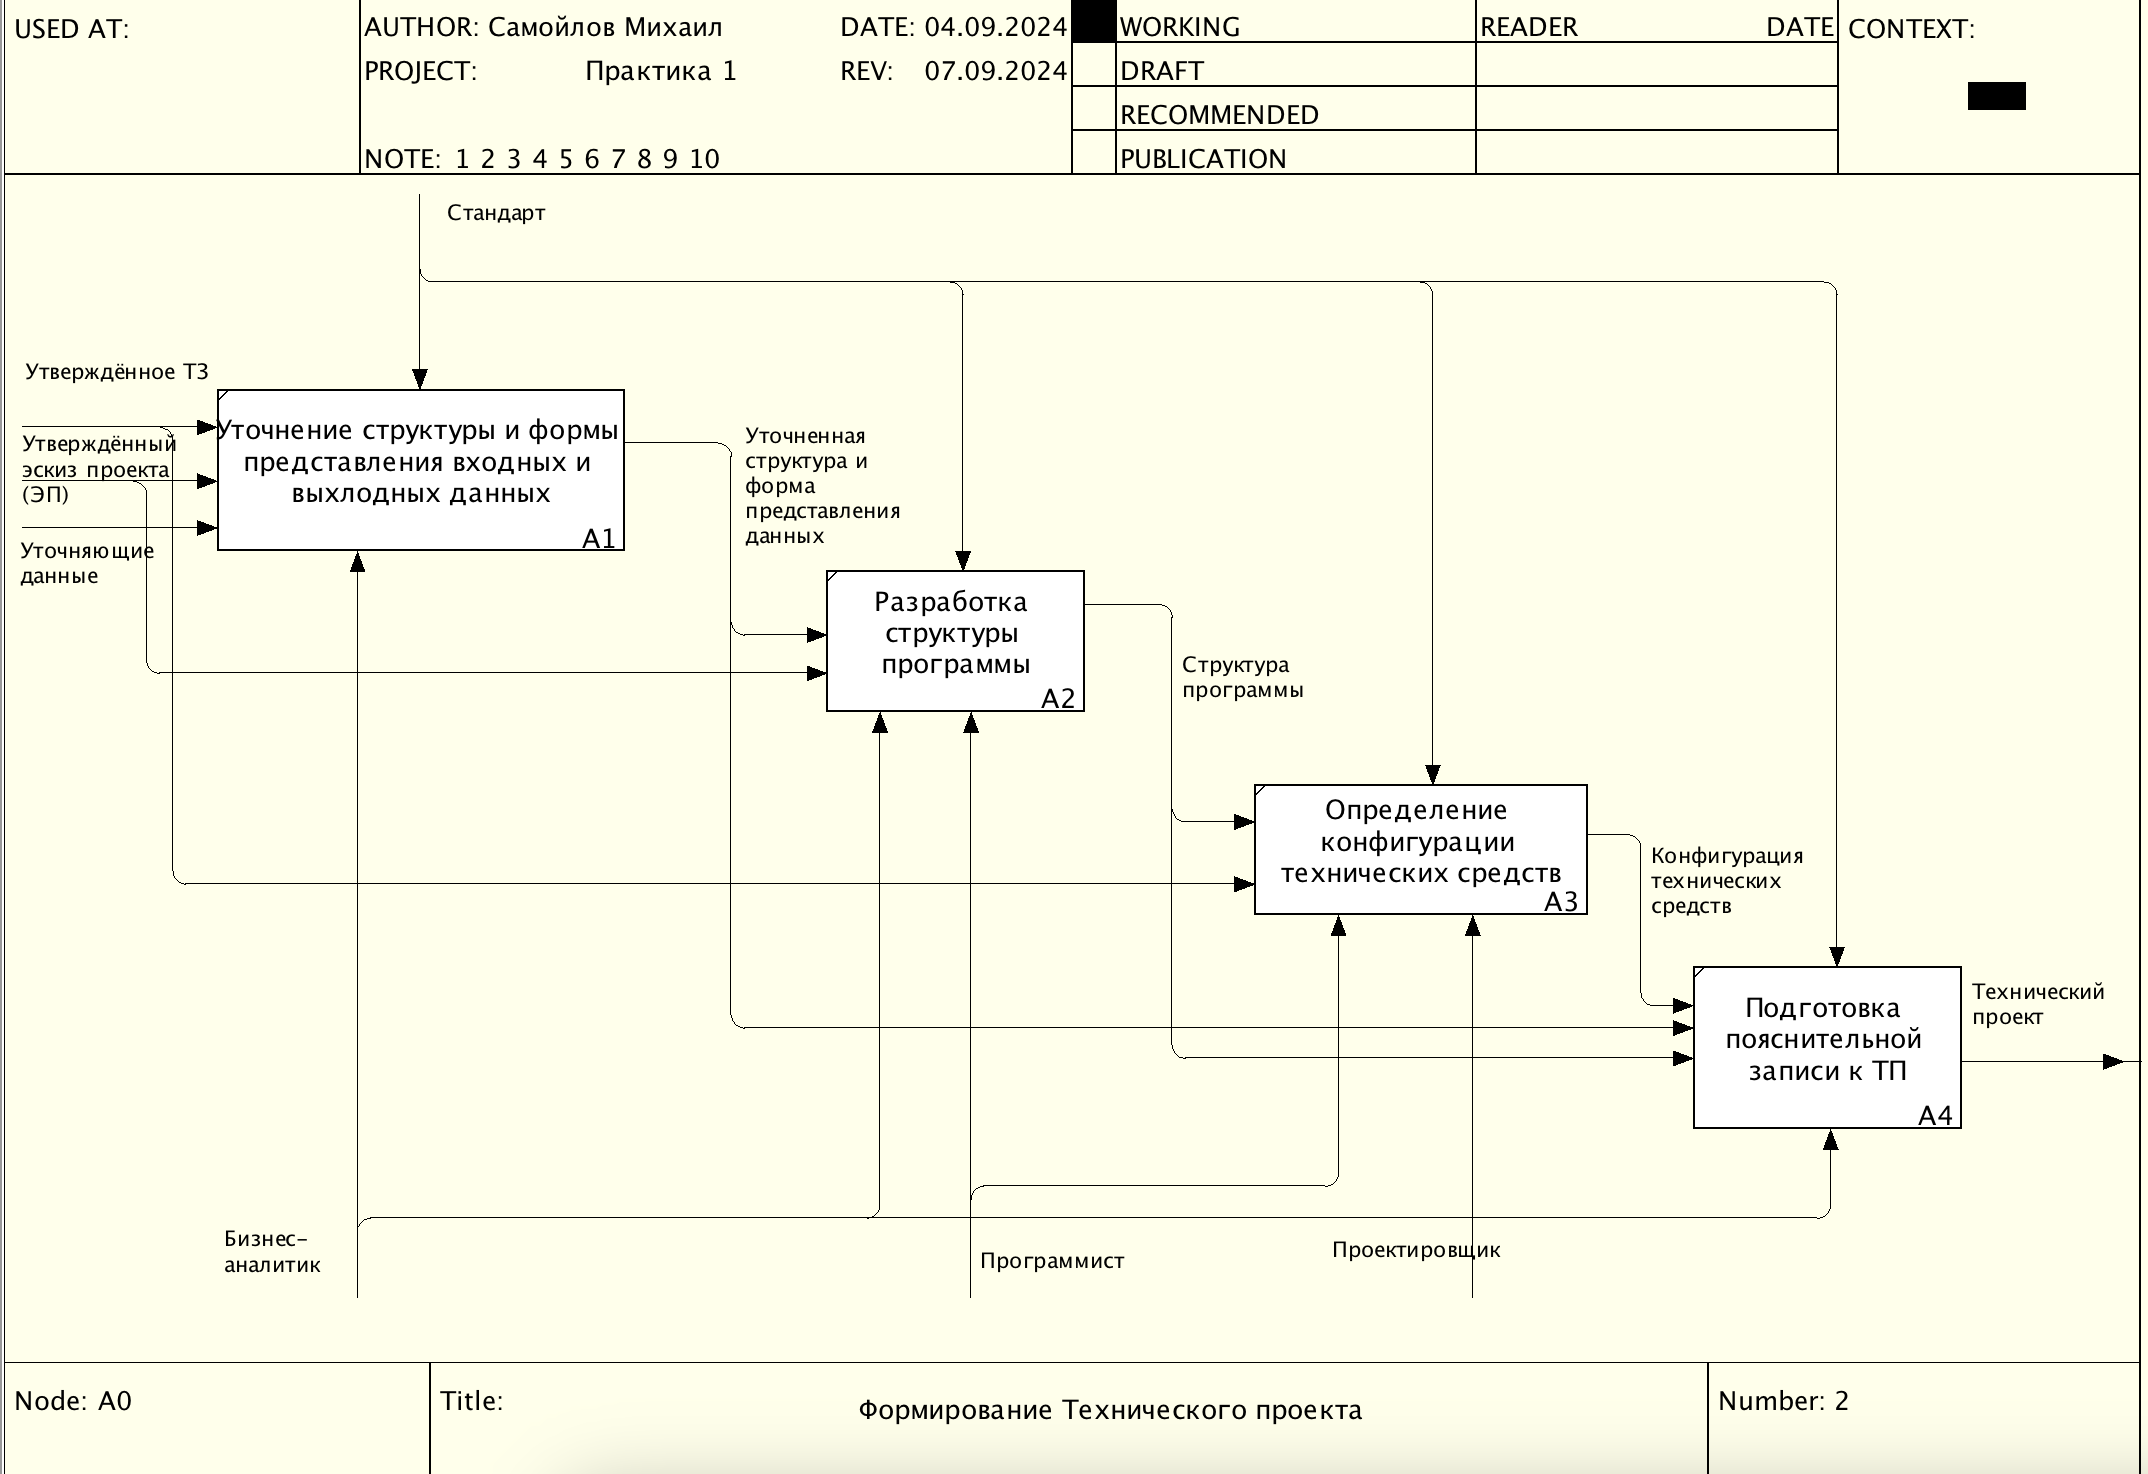 USED AT:
AUTHOR: Самойлов Михаил
DATE: 04.09.2024
PROJECT: Практика 1
REV: 07.09.2024
NOTE: 1 2 3 4 5 6 7 8 9 10
WORKING
DRAFT
RECOMMENDED
PUBLICATION
READER DATE
CONTEXT:
Стандарт
Утверждённое ТЗ
Утверждённый
эскиз проекта
(ЭП)
Уточняющие
данные
Уточнение структуры и формы
представления входных и
выхлодных данных
A1
Уточненная
структура и
форма
представления
данных
Разработка
структуры
программы
A2
Структура
программы
Определение
конфигурации
технических средств
A3
Конфигурация
технических
средств
Подготовка
пояснительной
записи к ТП
A4
Технический
проект
Бизнес-
аналитик
Программист
Проектировщик
Node: A0
Title:
Формирование Технического проекта
Number: 2